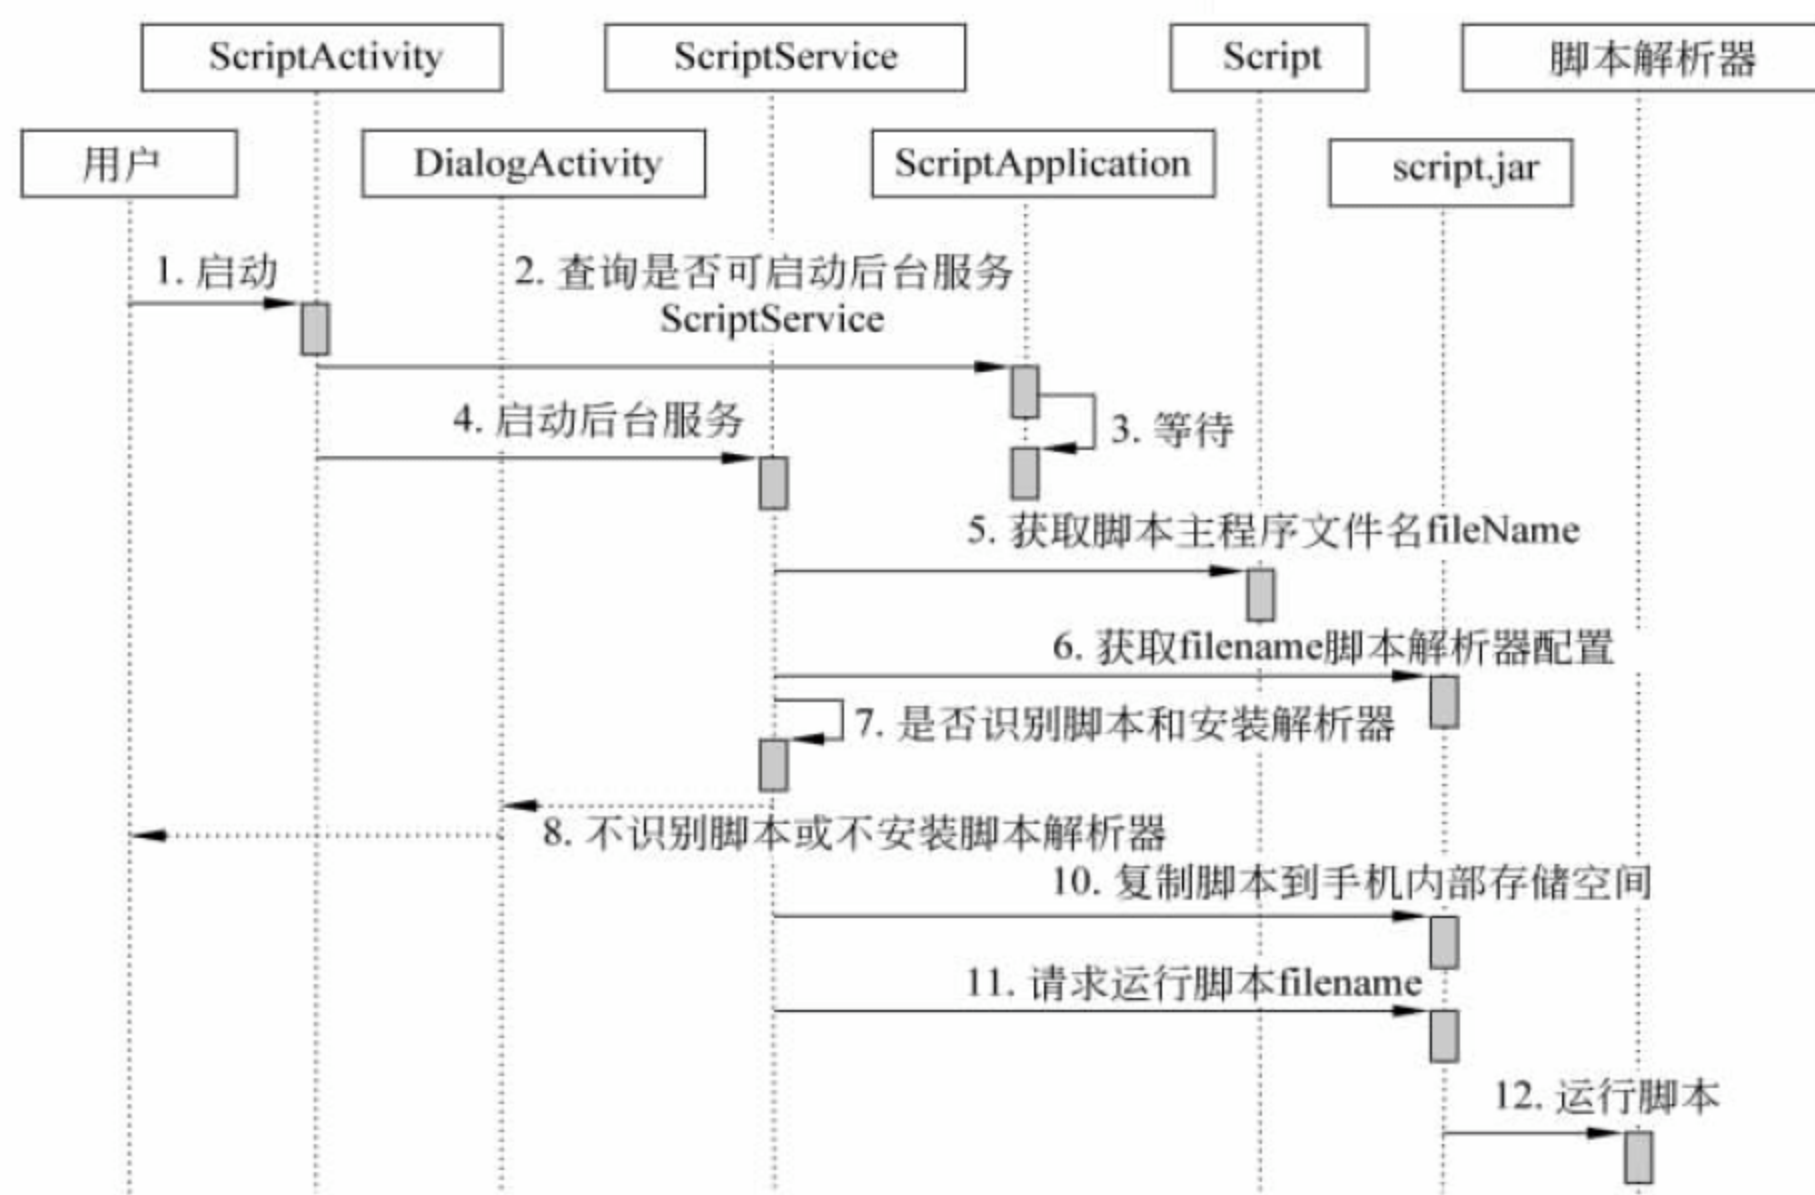 ScriptActivity
ScriptService
Script
脚本解析器
用户
DialogActivity
ScriptApplication
script.jar
1. 启动
2. 查询是否可启动后台服务
ScriptService
3. 等待
4. 启动后台服务
5. 获取脚本主程序文件名fileName
6. 获取filename脚本解析器配置
7. 是否识别脚本和安装解析器
8. 不识别脚本或不安装脚本解析器
10. 复制脚本到手机内部存储空间
11. 请求运行脚本filename
12. 运行脚本